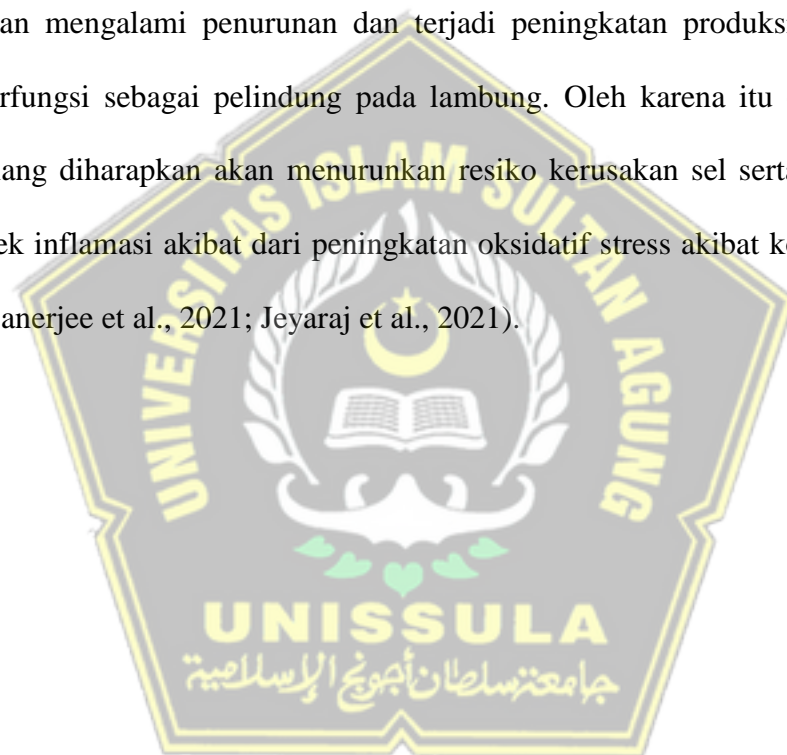 an mengalami penurunan dan terjadi peningkatan produksi
rfungsi sebagai pelindung pada lambung. Oleh karena itu
ang diharapkan akan menurunkan resiko kerusakan sel serta
ek inflamasi akibat dari peningkatan oksidatif stress akibat ko
anerjee et al., 2021; Jeyaraj et al., 2021).
UNIVERSITAS ISLAM SULTAN AGUNG
UNISSULA
جامعة سلطان أجونج الإسلامية